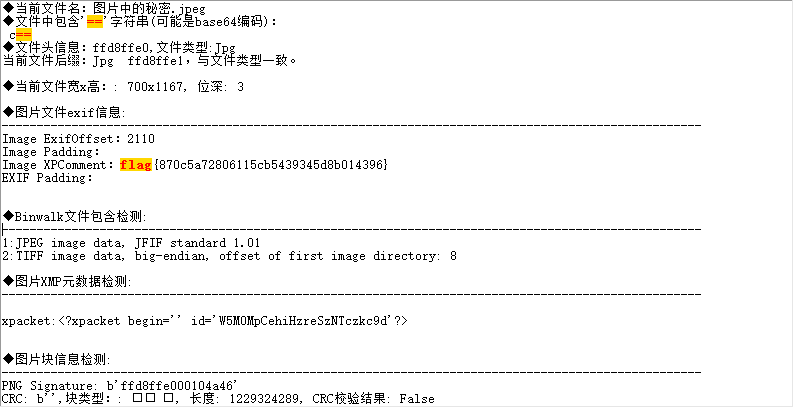 ◆当前文件名：图片中的秘密.jpeg
◆文件中包含'=='字符串(可能是base64编码)：
c==
◆文件头信息：ffd8ffe0,文件类型:Jpg
当前文件后缀：Jpg  ffd8ffe1，与文件类型一致。
◆当前文件宽x高：: 700x1167, 位深: 3
◆图片文件exif信息:
Image ExifOffset：2110
Image Padding：
Image XPComment：flag{870c5a72806115cb5439345d8b014396}
EXIF Padding：
◆Binwalk文件包含检测:
1:JPEG image data, JFIF standard 1.01
2:TIFF image data, big-endian, offset of first image directory: 8
◆图片XMP元数据检测:
xpacket:<?xpacket begin='' id='W5M0MpCehiHzreSzNTczkc9d'?>
◆图片块信息检测:
PNG Signature: b'ffd8ffe000104a46'
CRC: b'',块类型：: □□ □, 长度: 1229324289, CRC校验结果: False